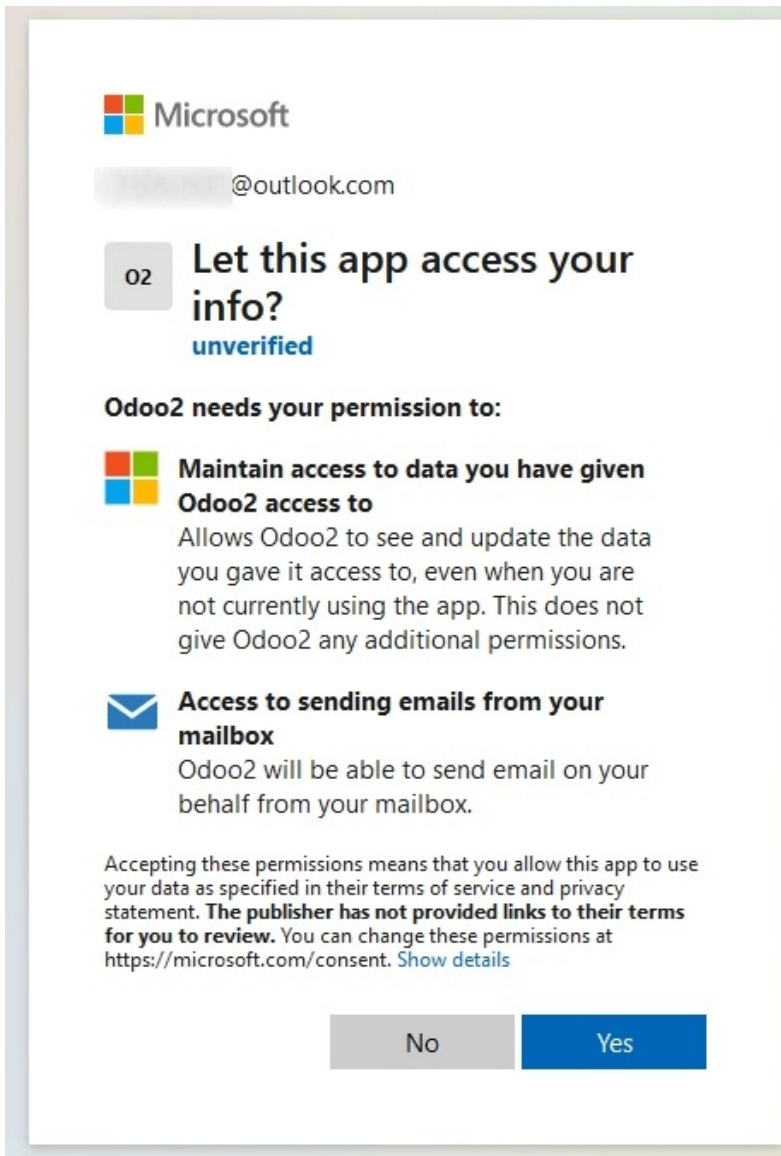 Microsoft
@outlook.com
O2
Let this app access your
info?
unverified
Odoo2 needs your permission to:
Maintain access to data you have given
Odoo2 access to
Allows Odoo2 to see and update the data
you gave it access to, even when you are
not currently using the app. This does not
give Odoo2 any additional permissions.
Access to sending emails from your
mailbox
Odoo2 will be able to send email on your
behalf from your mailbox.
Accepting these permissions means that you allow this app to use
your data as specified in their terms of service and privacy
statement. The publisher has not provided links to their terms
for you to review. You can change these permissions at
https://microsoft.com/consent. Show details
No
Yes